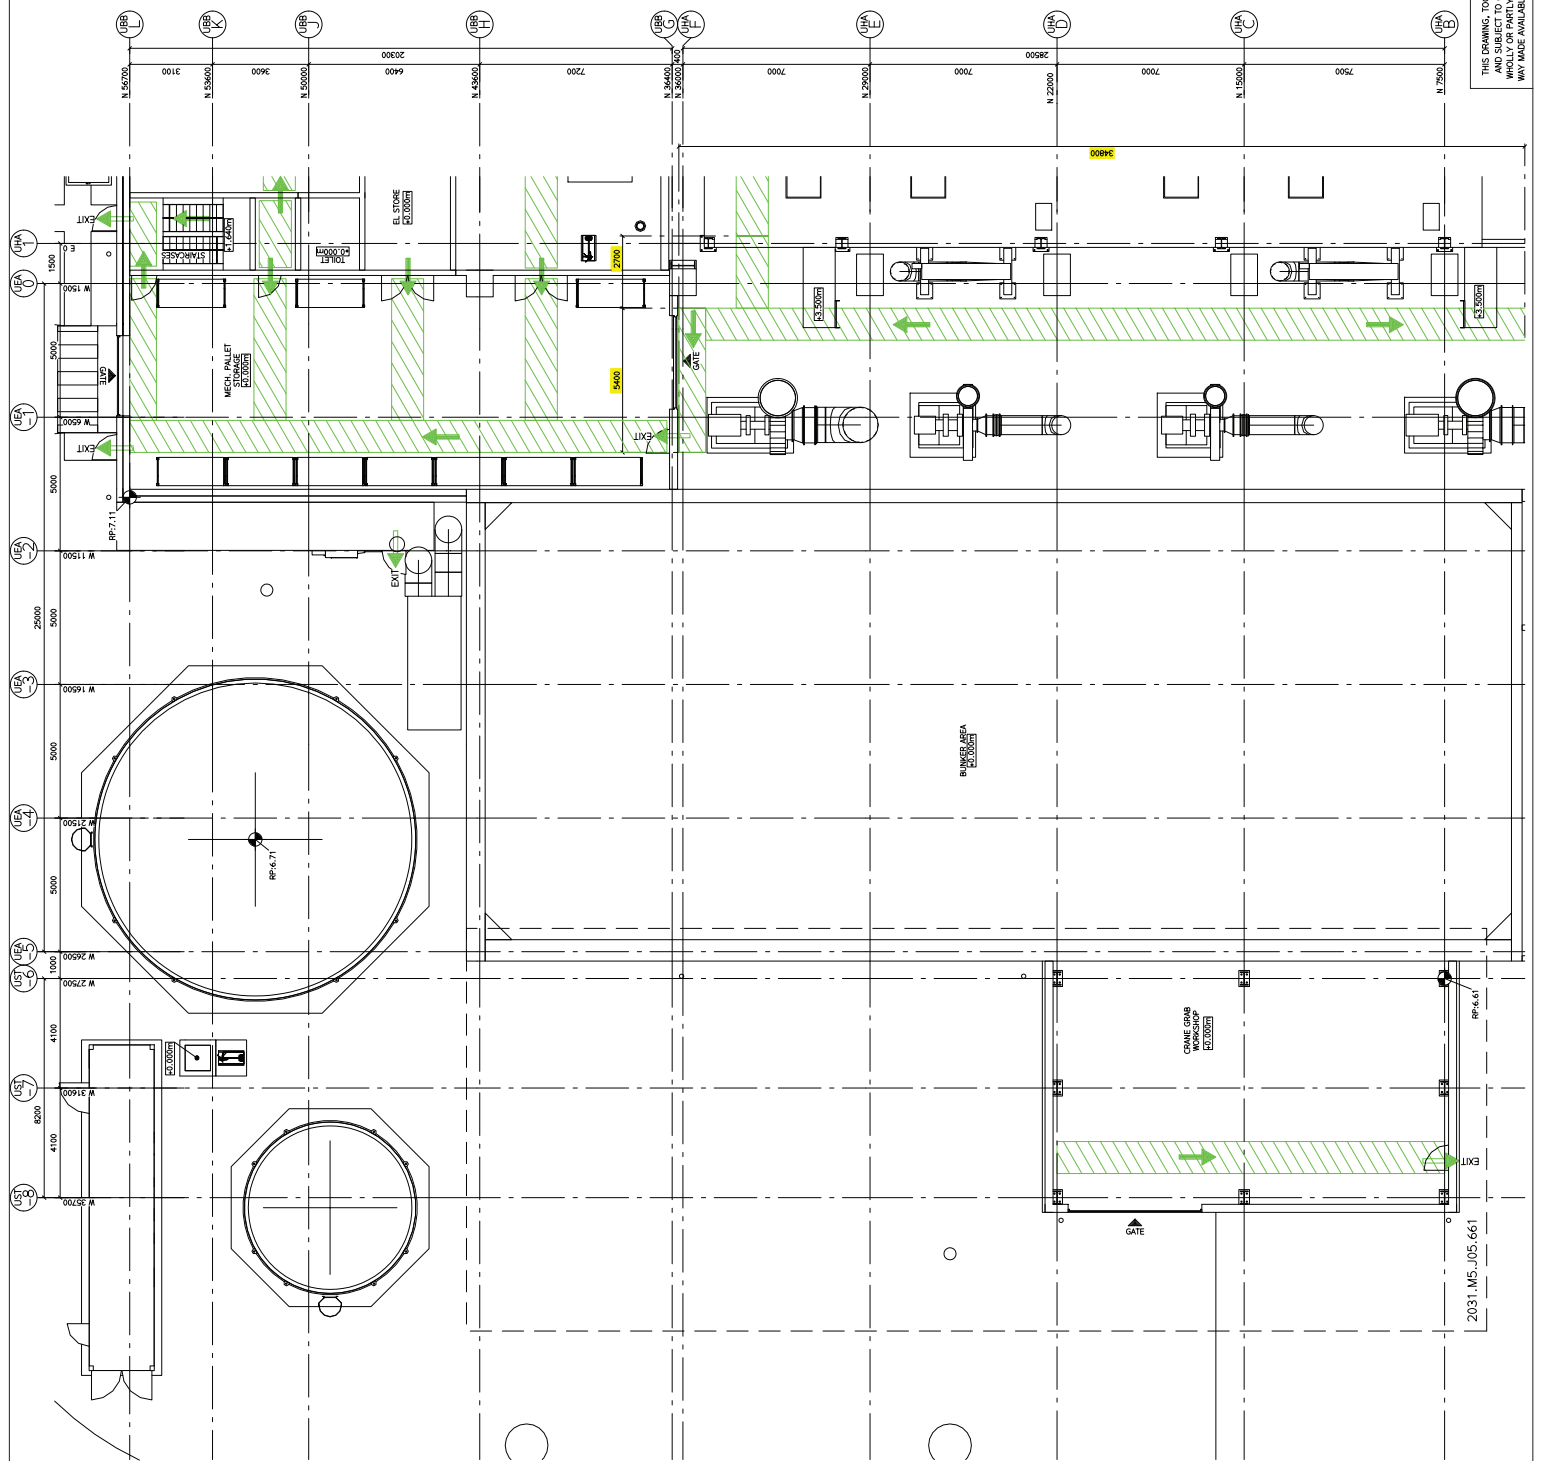 UBB
L
UBB
K
UBB
J
UBB
H
UBB
G
UHA
F
UHA
E
UHA
D
UHA
C
UHA
B
20300
400
28500
3100
3600
6400
7200
7000
7000
7000
7500
N 56700
N 53600
N 50000
N 43600
N 36400
N 36000
N 29000
N 22000
N 15000
N 7500
THIS DRAWING, TOG
AND SUBJECT TO
WHOLLY OR PARTLY
WAY MADE AVAILABL
34800
EXIT
STAIRCASES
+1.640m
TOILET
+0.000m
EL STORE
+0.000m
UHA
1
E 0
1500
UEA
0
W 1500
2700
+3.500m
+3.500m
5000
GATE
MECH. PALLET
STORAGE
+0.000m
5400
GATE
UEA
-1
W 6500
EXIT
EXIT
5000
RP:7.11
UEA
-2
W 11500
EXIT
25000
5000
UEA
-3
W 16500
5000
BUNKER AREA
+0.000m
UEA
-4
W 21500
RP:6.71
5000
UEA
-5
W 26500
1000
UST
-6
W 27500
RP:6.61
4100
+0.000m
CRANE GRAB
WORKSHOP
+0.000m
UST
-7
W 31600
8200
4100
EXIT
UST
-8
W 35700
GATE
2031.M5.J05.661